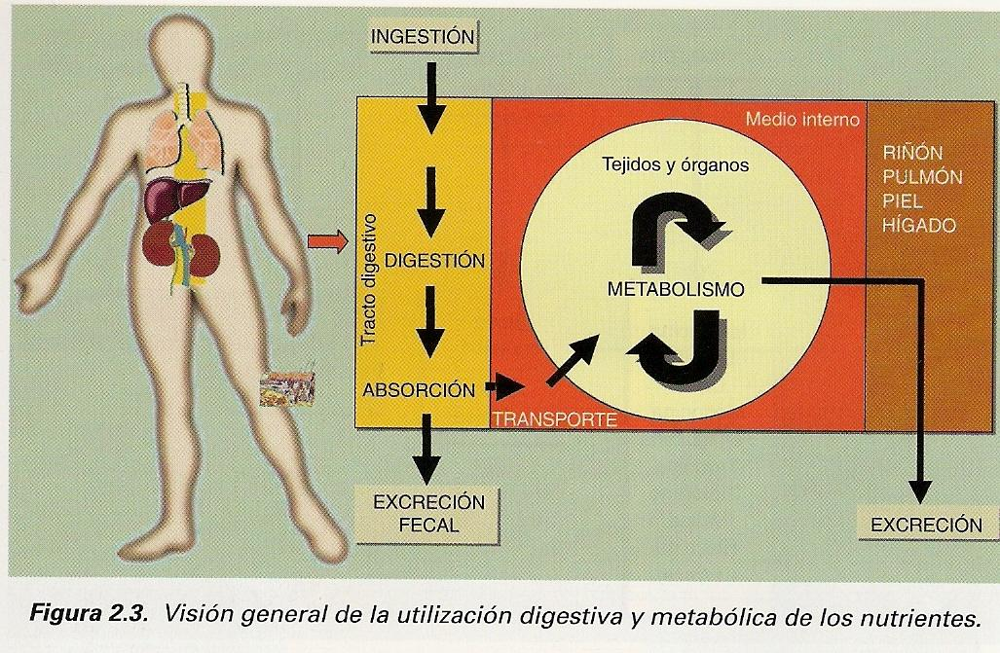 INGESTIÓN
Tracto digestivo
DIGESTIÓN
ABSORCIÓN
EXCRECIÓN
FECAL
TRANSPORTE
Medio interno
Tejidos y órganos
METABOLISMO
RIÑÓN
PULMÓN
PIEL
HÍGADO
EXCRECIÓN
Figura 2.3. Visión general de la utilización digestiva y metabólica de los nutrientes.